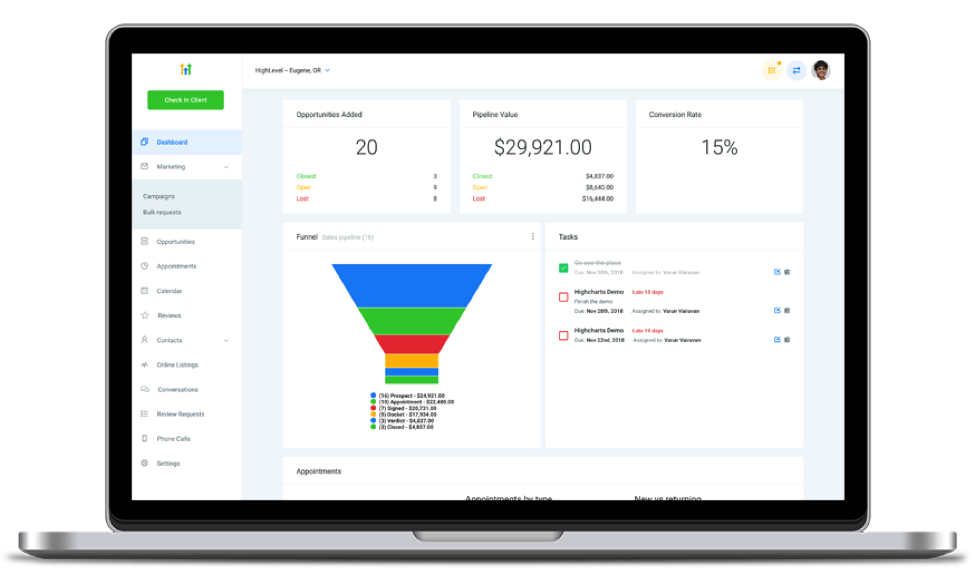 HighLevel – Eugene, OR
Check In Client
Dashboard
Marketing
Campaigns
Bulk requests
Opportunities
Appointments
Calendar
Reviews
Contacts
Online Listings
Conversations
Review Requests
Phone Calls
Settings
Opportunities Added
20
Closed 3
Open 9
Lost 8
Pipeline Value
$29,921.00
Closed $4,837.00
Open $8,640.00
Lost $16,444.00
Conversion Rate
15%
Funnel Sales pipeline (16)
(16) Prospect - $24,921.00
(10) Appointment - $22,480.00
(7) Signed - $20,731.00
(5) Docket - $17,934.00
(3) Verdict - $4,837.00
(3) Closed - $4,837.00
Tasks
Go see the place
Due: Nov 30th, 2018 Assigned to: Varun Vairavan
Highcharts Demo Late 13 days
Finish the demo
Due: Nov 28th, 2018 Assigned to: Varun Vairavan
Highcharts Demo Late 19 days
Due: Nov 22nd, 2018 Assigned to: Varun Vairavan
Appointments
Appointments by type
New vs returning